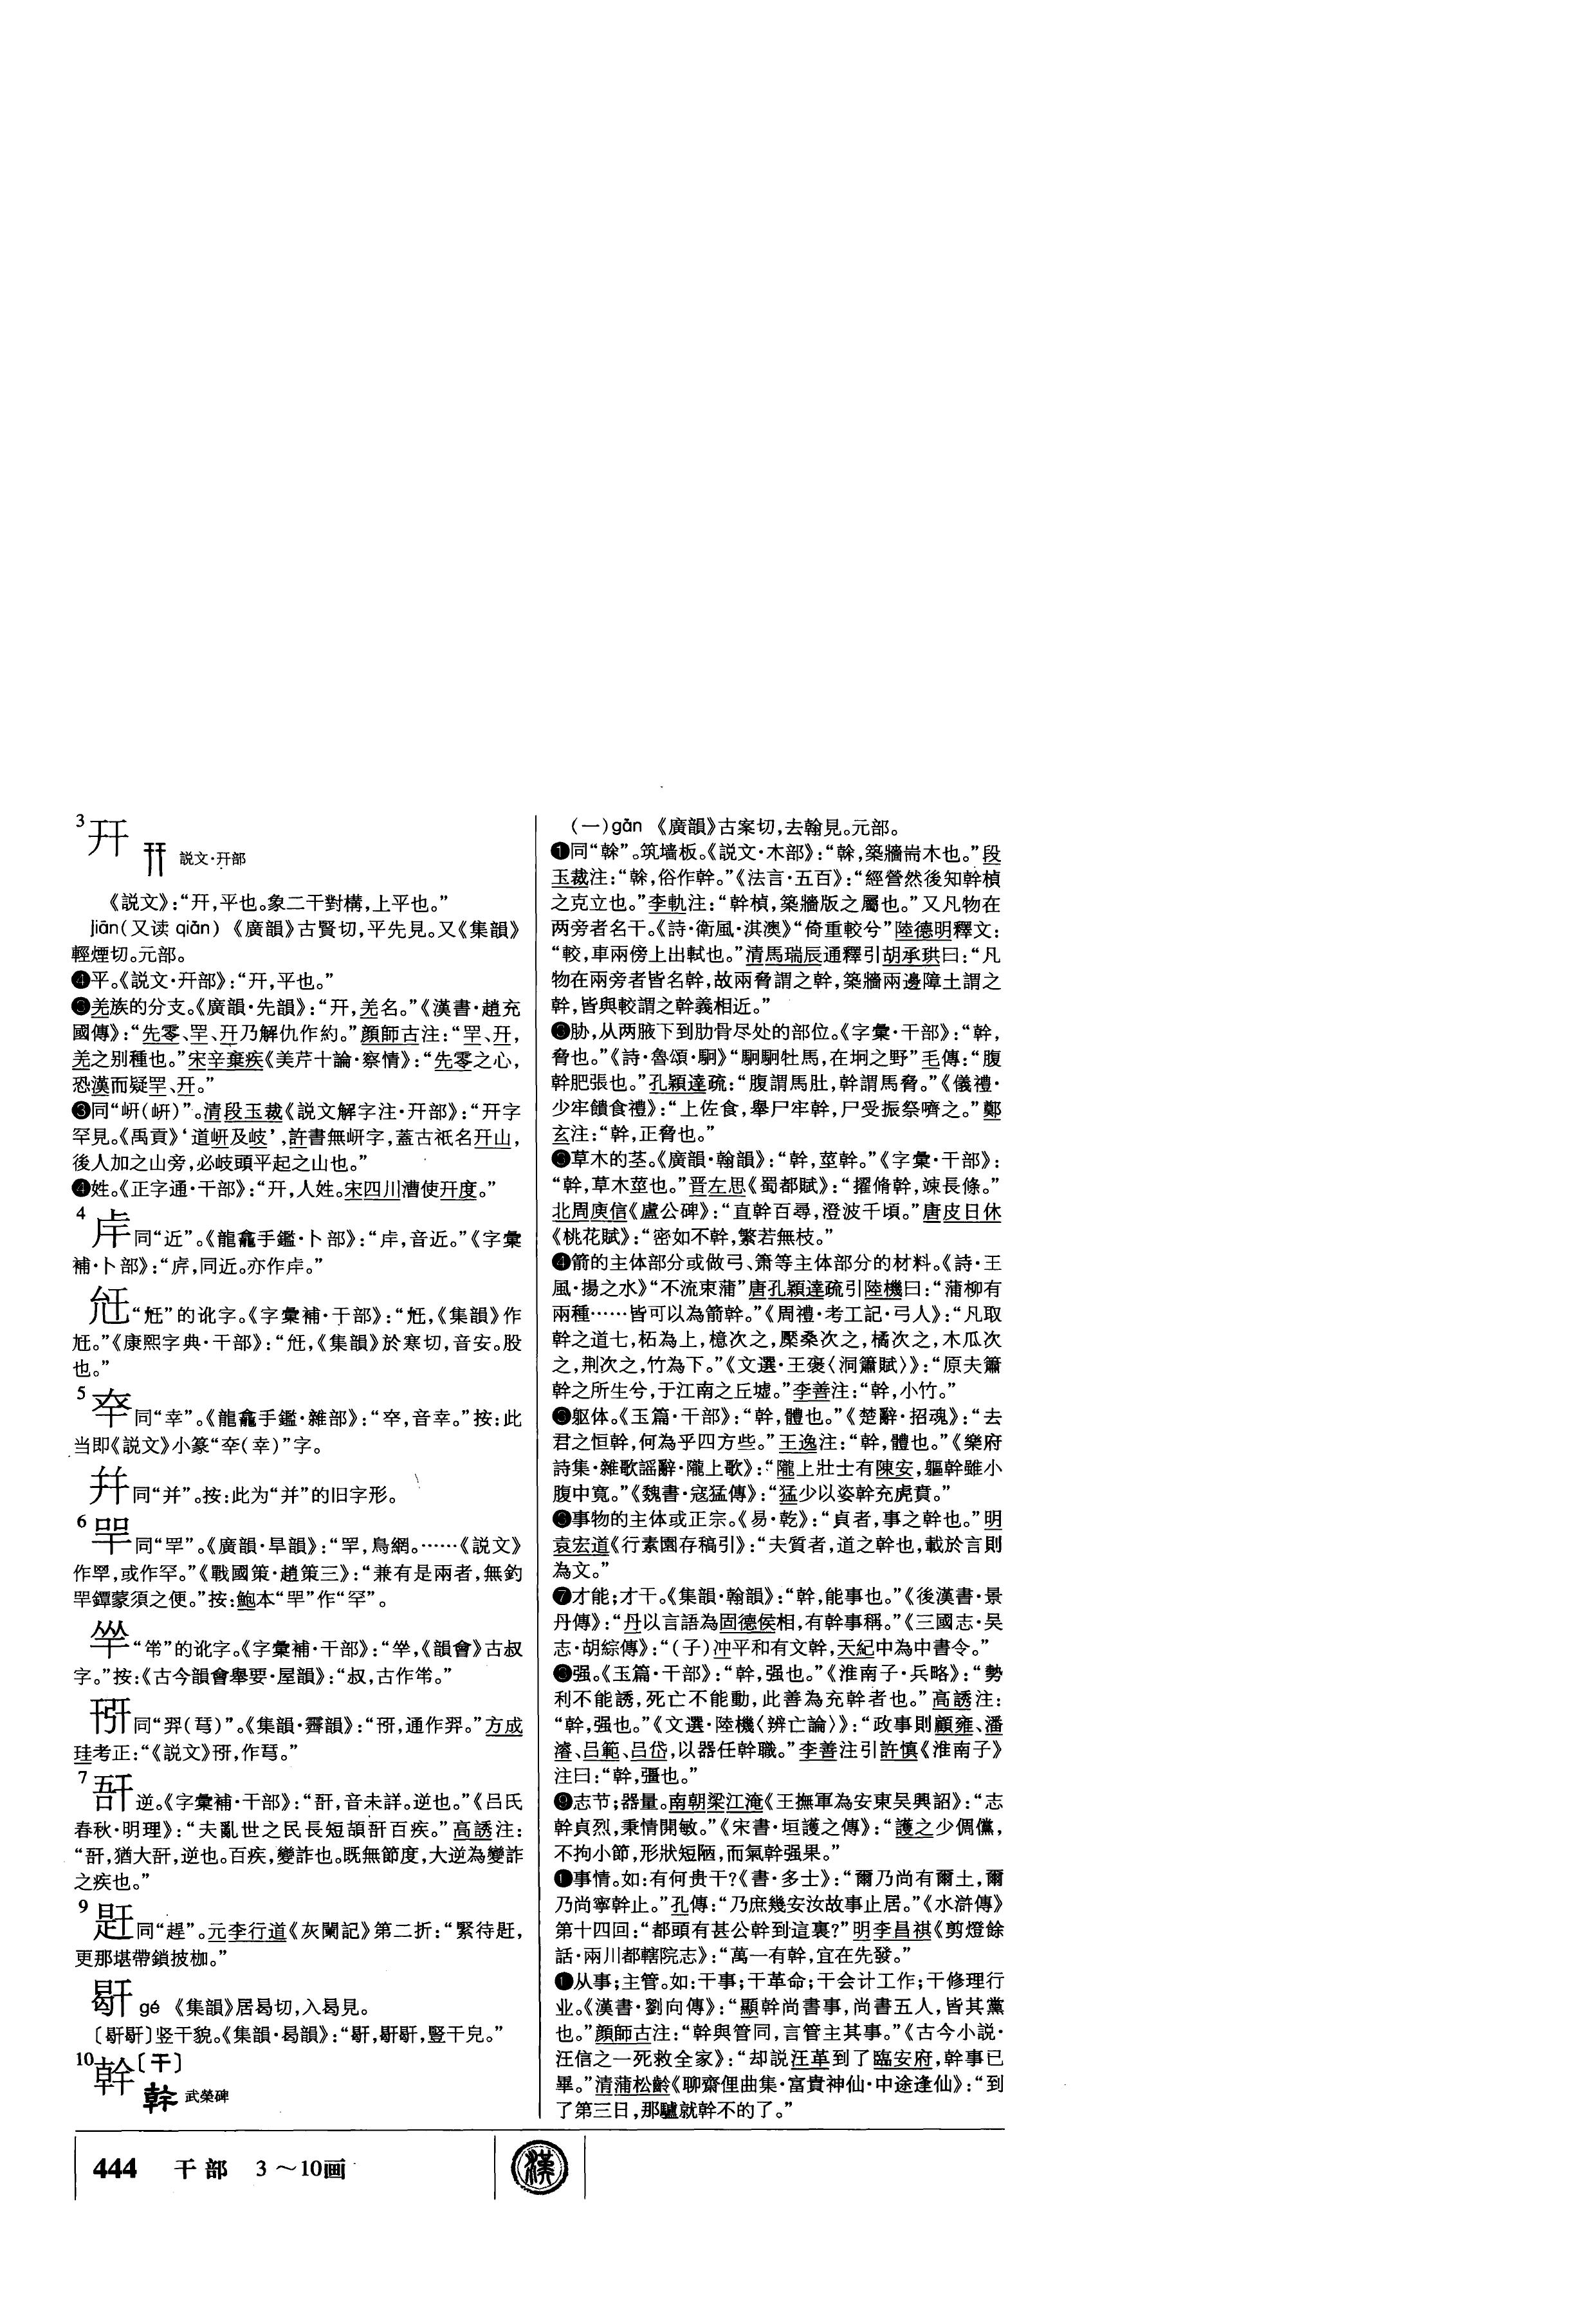 3 幵
説文·幵部
《説文》：“幵，平也。象二干對構，上平也。”
jiān（又读 qiān）《廣韻》古賢切，平先見。又《集韻》
輕煙切。元部。
❹平。《説文·幵部》：“幵，平也。”
❸羌族的分支。《廣韻·先韻》：“幵，羌名。”《漢書·趙充
國傳》：“先零、䍐、幵乃解仇作約。”顔師古注：“䍐、幵，
羌之别種也。”宋辛棄疾《美芹十論·察情》：“先零之心，
恐漢而疑䍐、幵。”
❸同“岍（㟁）”。清段玉裁《説文解字注·幵部》：“幵字
罕見。《禹貢》‘道岍及岐’，許書無岍字，蓋古衹名幵山，
後人加之山旁，必岐頭平起之山也。”
❹姓。《正字通·干部》：“幵，人姓。宋四川漕使幵度。”
4
同“近”。《龍龕手鑑·卜部》：“，音近。”《字彙
補·卜部》：“，同近。亦作。”
“”的讹字。《字彙補·干部》：“，《集韻》作
尪。”《康熙字典·干部》：“，《集韻》於寒切，音安。股
也。”
5 㚔
同“幸”。《龍龕手鑑·雜部》：“㚔，音幸。”按：此
当即《説文》小篆“㚔（幸）”字。
幷
同“并”。按：此为“并”的旧字形。
6 䍐
同“罕”。《廣韻·旱韻》：“䍐，鳥網。……《説文》
作罕，或作罕。”《戰國策·趙策三》：“兼有是兩者，無釣
䍐鐔蒙須之便。”按：鮑本“䍐”作“罕”。
“”的讹字。《字彙補·干部》：“，《韻會》古叔
字。”按：《古今韻會舉要·屋韻》：“叔，古作。”
同“羿（）”。《集韻·霽韻》：“，通作羿。”方成
珪考正：“《説文》，作。”
7
逆。《字彙補·干部》：“，音未詳。逆也。”《吕氏
春秋·明理》：“夫亂世之民長短頡百疾。”高誘注：
“，猶大，逆也。百疾，變詐也。既無節度，大逆為變詐
之疾也。”
9
同“趕”。元李行道《灰闌記》第二折：“緊待，
更那堪帶鎖披枷。”
gé 《集韻》居曷切，入曷見。
〔〕竖干貌。《集韻·曷韻》：“，，豎干皃。”
10 幹〔干〕
幹 武榮碑
（一）gàn 《廣韻》古案切，去翰見。元部。
❶同“榦”。筑墙板。《説文·木部》：“榦，築牆耑木也。”段
玉裁注：“榦，俗作幹。”《法言·五百》：“經營然後知幹楨
之克立也。”李軌注：“幹楨，築牆版之屬也。”又凡物在
两旁者名干。《詩·衛風·淇澳》“倚重較兮”陸德明釋文：
“較，車兩傍上出軾也。”清馬瑞辰通釋引胡承珙曰：“凡
物在兩旁者皆名幹，故兩脅謂之幹，築牆兩邊障土謂之
幹，皆與較謂之幹義相近。”
❸胁，从两腋下到肋骨尽处的部位。《字彙·干部》：“幹，
脅也。”《詩·魯頌·駉》“駉駉牡馬，在坰之野”毛傳：“腹
幹肥張也。”孔穎達疏：“腹謂馬肚，幹謂馬脅。”《儀禮·
少牢饋食禮》：“上佐食，舉尸牢幹，尸受振祭嚌之。”鄭
玄注：“幹，正脅也。”
❸草木的茎。《廣韻·翰韻》：“幹，莖幹。”《字彙·干部》：
“幹，草木莖也。”晋左思《蜀都賦》：“擢脩幹，竦長條。”
北周庾信《盧公碑》：“直幹百尋，澄波千頃。”唐皮日休
《桃花賦》：“密如不幹，繁若無枝。”
❹箭的主体部分或做弓、箫等主体部分的材料。《詩·王
風·揚之水》“不流束蒲”唐孔穎達疏引陸機曰：“蒲柳有
兩種……皆可以為箭幹。”《周禮·考工記·弓人》：“凡取
幹之道七，柘為上，檍次之，檿桑次之，橘次之，木瓜次
之，荆次之，竹為下。”《文選·王褒〈洞簫賦〉》：“原夫簫
幹之所生兮，于江南之丘墟。”李善注：“幹，小竹。”
❺躯体。《玉篇·干部》：“幹，體也。”《楚辭·招魂》：“去
君之恒幹，何為乎四方些。”王逸注：“幹，體也。”《樂府
詩集·雜歌謡辭·隴上歌》：“隴上壯士有陳安，軀幹雖小
腹中寬。”《魏書·寇猛傳》：“猛少以姿幹充虎賁。”
❻事物的主体或正宗。《易·乾》：“貞者，事之幹也。”明
袁宏道《行素園存稿引》：“夫質者，道之幹也，載於言則
為文。”
❼才能；才干。《集韻·翰韻》：“幹，能事也。”《後漢書·景
丹傳》：“丹以言語為固德侯相，有幹事稱。”《三國志·吴
志·胡綜傳》：“（子）冲平和有文幹，天紀中為中書令。”
❽强。《玉篇·干部》：“幹，强也。”《淮南子·兵略》：“勢
利不能誘，死亡不能動，此善為充幹者也。”高誘注：
“幹，强也。”《文選·陸機〈辨亡論〉》：“政事則顧雍、潘
濬、吕範、吕岱，以器任幹職。”李善注引許慎《淮南子》
注曰：“幹，彊也。”
❾志节；器量。南朝梁江淹《王撫軍為安東吴興詔》：“志
幹貞烈，秉情開敏。”《宋書·垣護之傳》：“護之少倜儻，
不拘小節，形狀短陋，而氣幹强果。”
❶事情。如：有何贵干？《書·多士》：“爾乃尚有爾土，爾
乃尚寧幹止。”孔傳：“乃庶幾安汝故事止居。”《水滸傳》
第十四回：“都頭有甚公幹到這裏？”明李昌祺《剪燈餘
話·兩川都轄院志》：“萬一有幹，宜在先發。”
❶从事；主管。如：干事；干革命；干会计工作；干修理行
业。《漢書·劉向傳》：“顯幹尚書事，尚書五人，皆其黨
也。”顔師古注：“幹與管同，言管主其事。”《古今小説·
汪信之一死救全家》：“却説汪革到了臨安府，幹事已
畢。”清蒲松齡《聊齋俚曲集·富貴神仙·中途逢仙》：“到
了第三日，那驢就幹不的了。”
444 干部 3～10画
漢